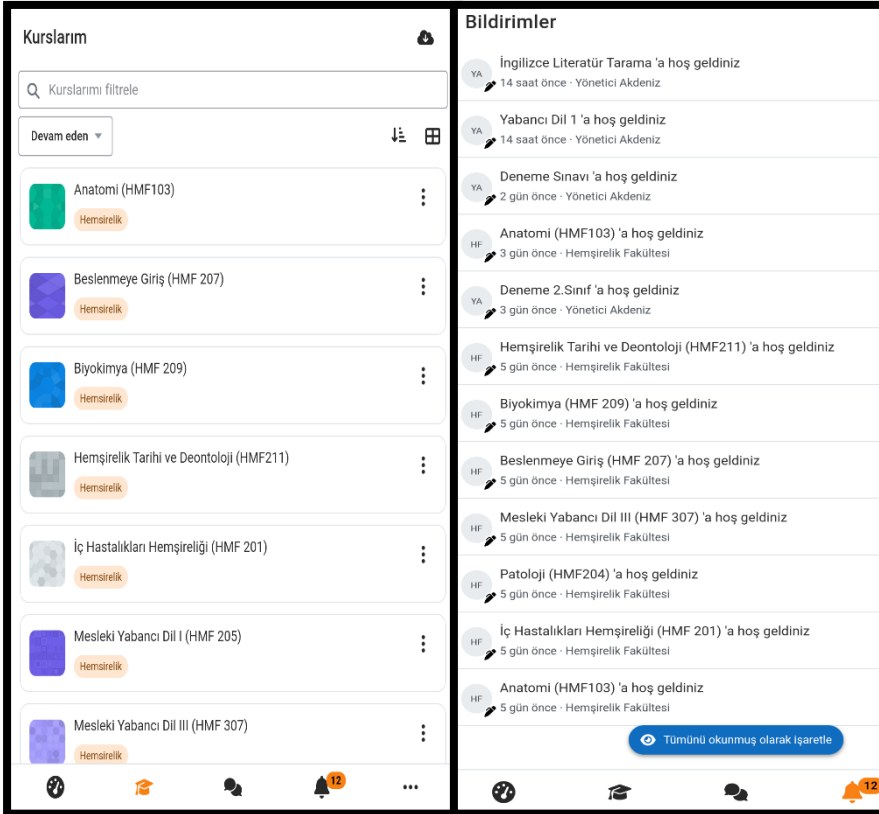 Kurslarım
Kurslarımı filtrele
Devam eden
Anatomi (HMF103)
Hemsirelik
Beslenmeye Giriş (HMF 207)
Hemsirelik
Biyokimya (HMF 209)
Hemsirelik
Hemşirelik Tarihi ve Deontoloji (HMF211)
Hemsirelik
İç Hastalıkları Hemşireliği (HMF 201)
Hemsirelik
Mesleki Yabancı Dil I (HMF 205)
Hemsirelik
Mesleki Yabancı Dil III (HMF 307)
Hemsirelik
12
Bildirimler
YA
İngilizce Literatür Tarama 'a hoş geldiniz
14 saat önce · Yönetici Akdeniz
YA
Yabancı Dil 1 'a hoş geldiniz
14 saat önce · Yönetici Akdeniz
YA
Deneme Sınavı 'a hoş geldiniz
2 gün önce · Yönetici Akdeniz
HF
Anatomi (HMF103) 'a hoş geldiniz
3 gün önce · Hemşirelik Fakültesi
YA
Deneme 2.Sınıf 'a hoş geldiniz
3 gün önce · Yönetici Akdeniz
HF
Hemşirelik Tarihi ve Deontoloji (HMF211) 'a hoş geldiniz
5 gün önce · Hemşirelik Fakültesi
HF
Biyokimya (HMF 209) 'a hoş geldiniz
5 gün önce · Hemşirelik Fakültesi
HF
Beslenmeye Giriş (HMF 207) 'a hoş geldiniz
5 gün önce · Hemşirelik Fakültesi
HF
Mesleki Yabancı Dil III (HMF 307) 'a hoş geldiniz
5 gün önce · Hemşirelik Fakültesi
HF
Patoloji (HMF204) 'a hoş geldiniz
5 gün önce · Hemşirelik Fakültesi
HF
İç Hastalıkları Hemşireliği (HMF 201) 'a hoş geldiniz
5 gün önce · Hemşirelik Fakültesi
HF
Anatomi (HMF103) 'a hoş geldiniz
5 gün önce · Hemşirelik Fakültesi
Tümünü okunmuş olarak işaretle
12